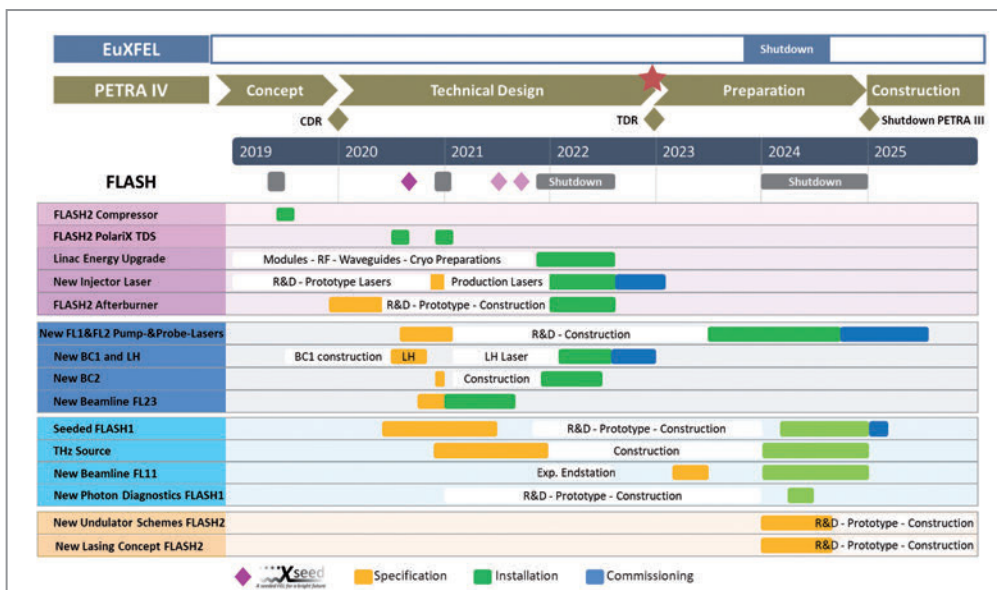 EuXFEL
Shutdown
PETRA IV
Concept
Technical Design
Preparation
Construction
CDR
TDR
Shutdown PETRA III
2019 2020 2021 2022 2023 2024 2025
FLASH
Shutdown
Shutdown
FLASH2 Compressor
FLASH2 PolariX TDS
Linac Energy Upgrade
Modules - RF - Waveguides - Cryo Preparations
New Injector Laser
R&D - Prototype Lasers
Production Lasers
FLASH2 Afterburner
R&D - Prototype - Construction
New FL1&FL2 Pump-&Probe-Lasers
R&D - Construction
New BC1 and LH
BC1 construction
LH
LH Laser
New BC2
Construction
New Beamline FL23
Seeded FLASH1
R&D - Prototype - Construction
THz Source
Construction
New Beamline FL11
Exp. Endstation
New Photon Diagnostics FLASH1
R&D - Prototype - Construction
New Undulator Schemes FLASH2
R&D - Prototype - Construction
New Lasing Concept FLASH2
R&D - Prototype - Construction
Xseed
A seeded FEL for a bright future
Specification
Installation
Commissioning